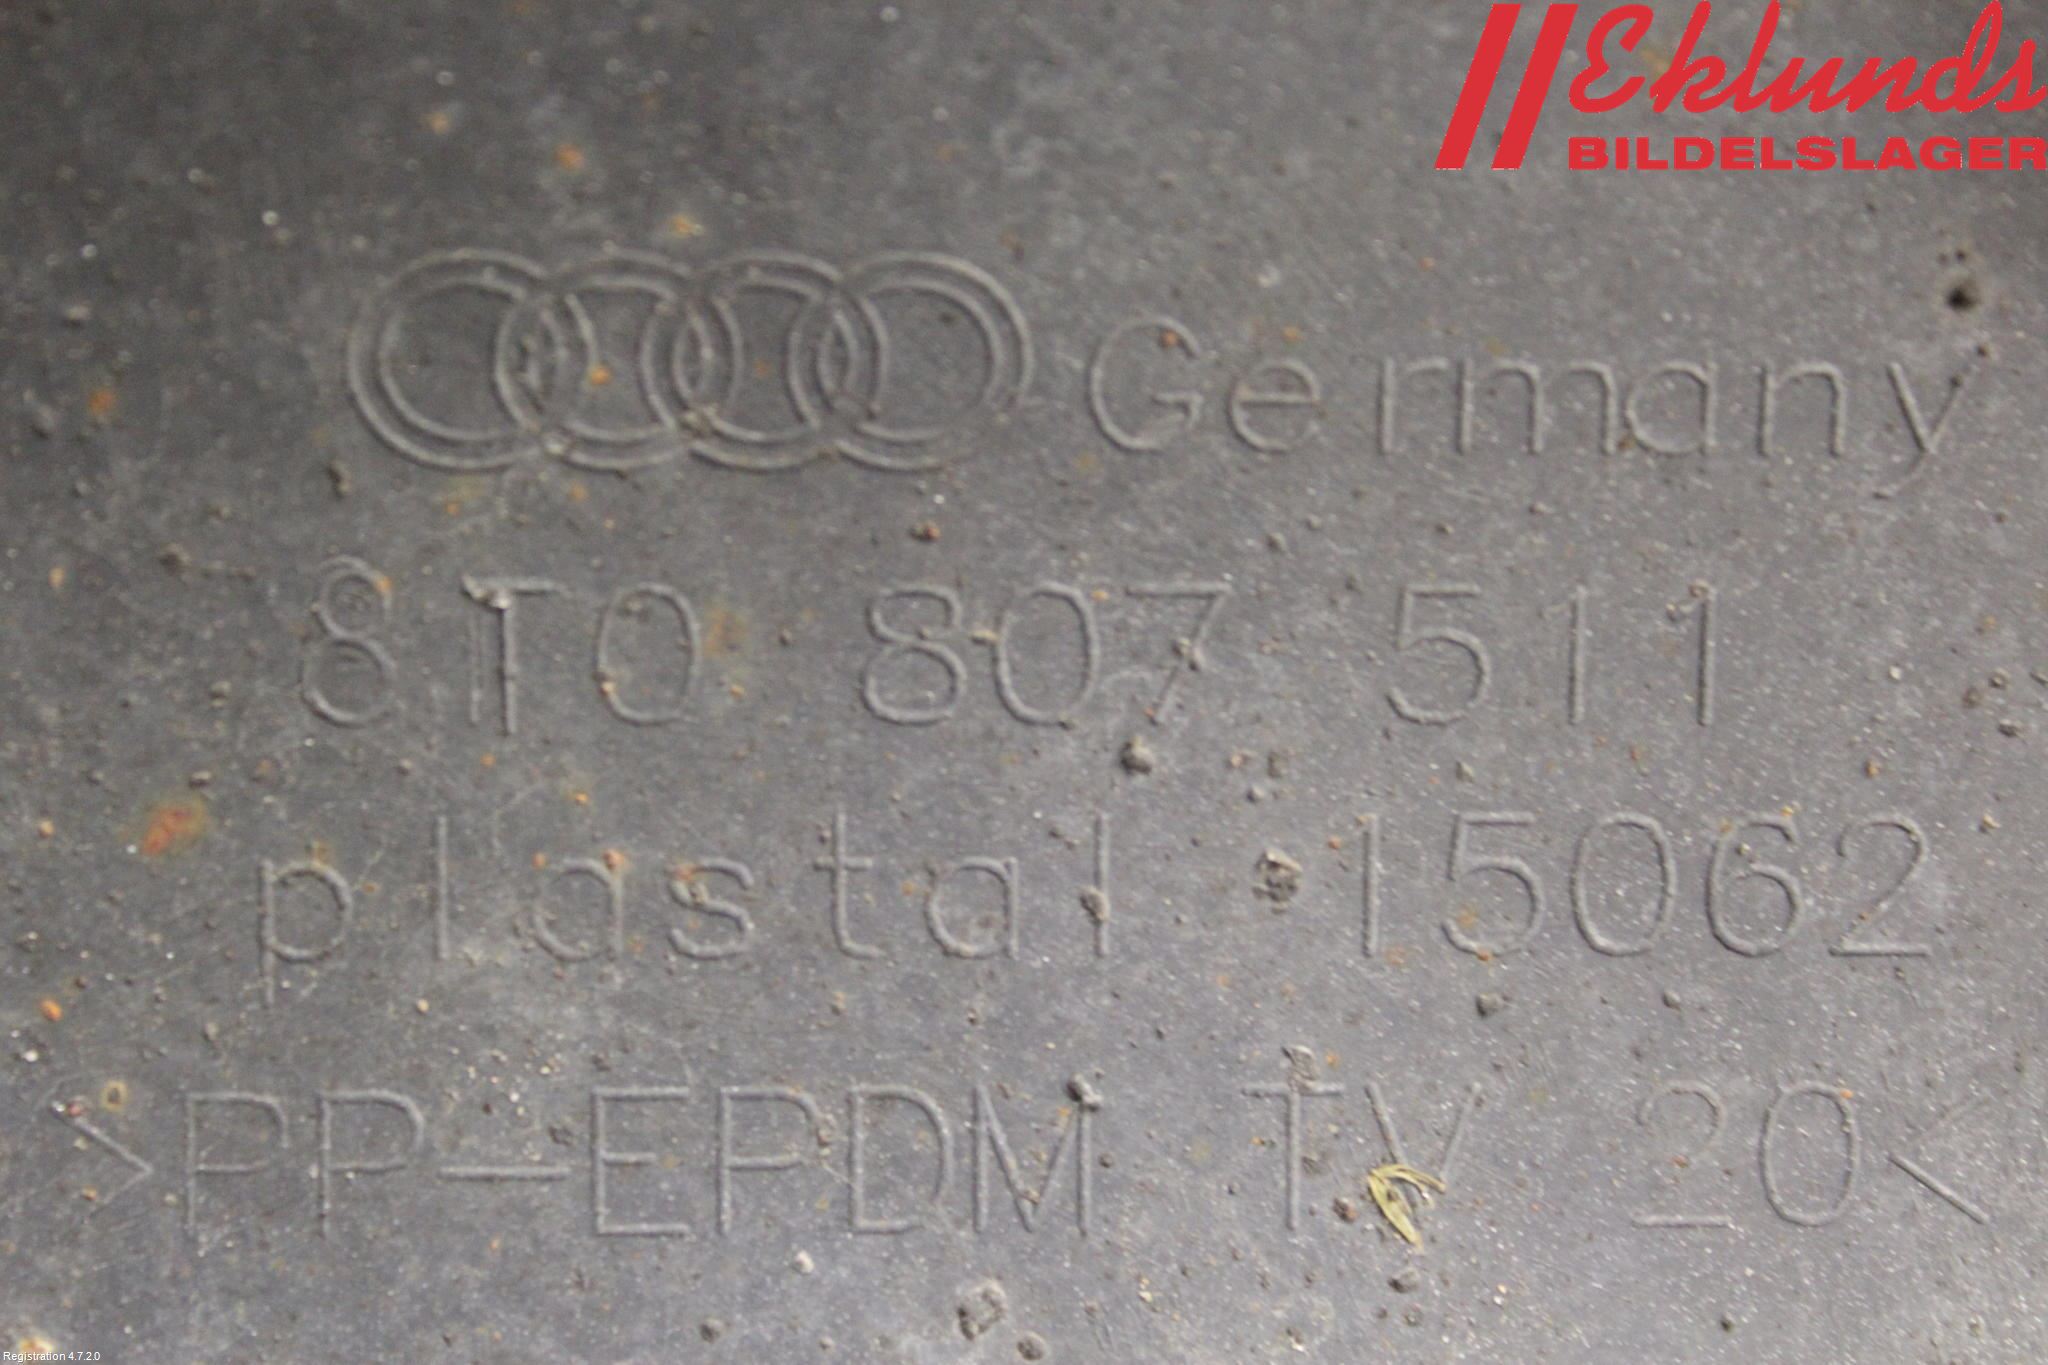 Eklunds
BILDELSLAGER
Germany
8T0 807 511
plastal 15062
>PP-EPDM TV 20<
Registration 4.7.2.0